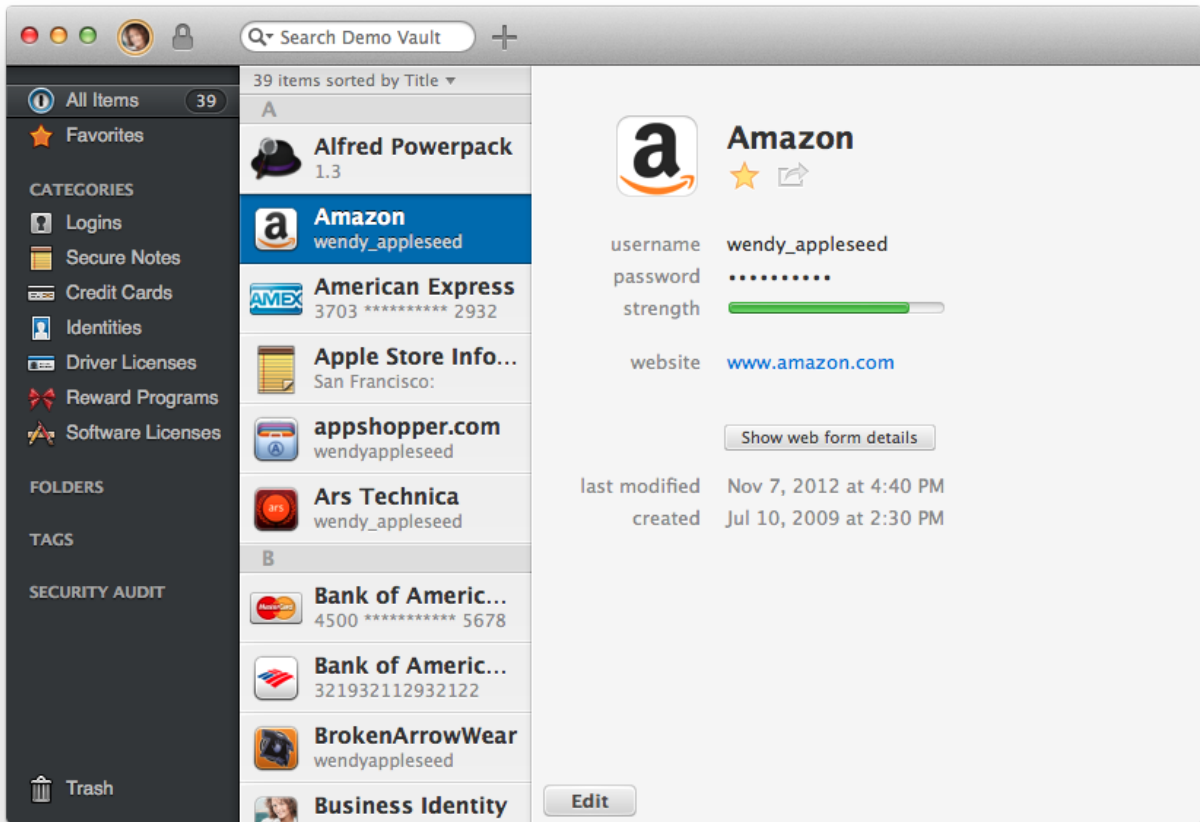 Search Demo Vault
All Items 39
Favorites
CATEGORIES
Logins
Secure Notes
Credit Cards
Identities
Driver Licenses
Reward Programs
Software Licenses
FOLDERS
TAGS
SECURITY AUDIT
Trash
39 items sorted by Title
A
Alfred Powerpack
1.3
a
Amazon
wendy_appleseed
AMEX
American Express
3703 ********** 2932
Apple Store Info...
San Francisco:
appshopper.com
wendyappleseed
ars
Ars Technica
wendy_appleseed
B
MasterCard
Bank of Americ...
4500 *********** 5678
Bank of Americ...
321932112932122
BrokenArrowWear
wendyappleseed
Business Identity
a
Amazon
username wendy_appleseed
password ••••••••••
strength
website www.amazon.com
Show web form details
last modified Nov 7, 2012 at 4:40 PM
created Jul 10, 2009 at 2:30 PM
Edit